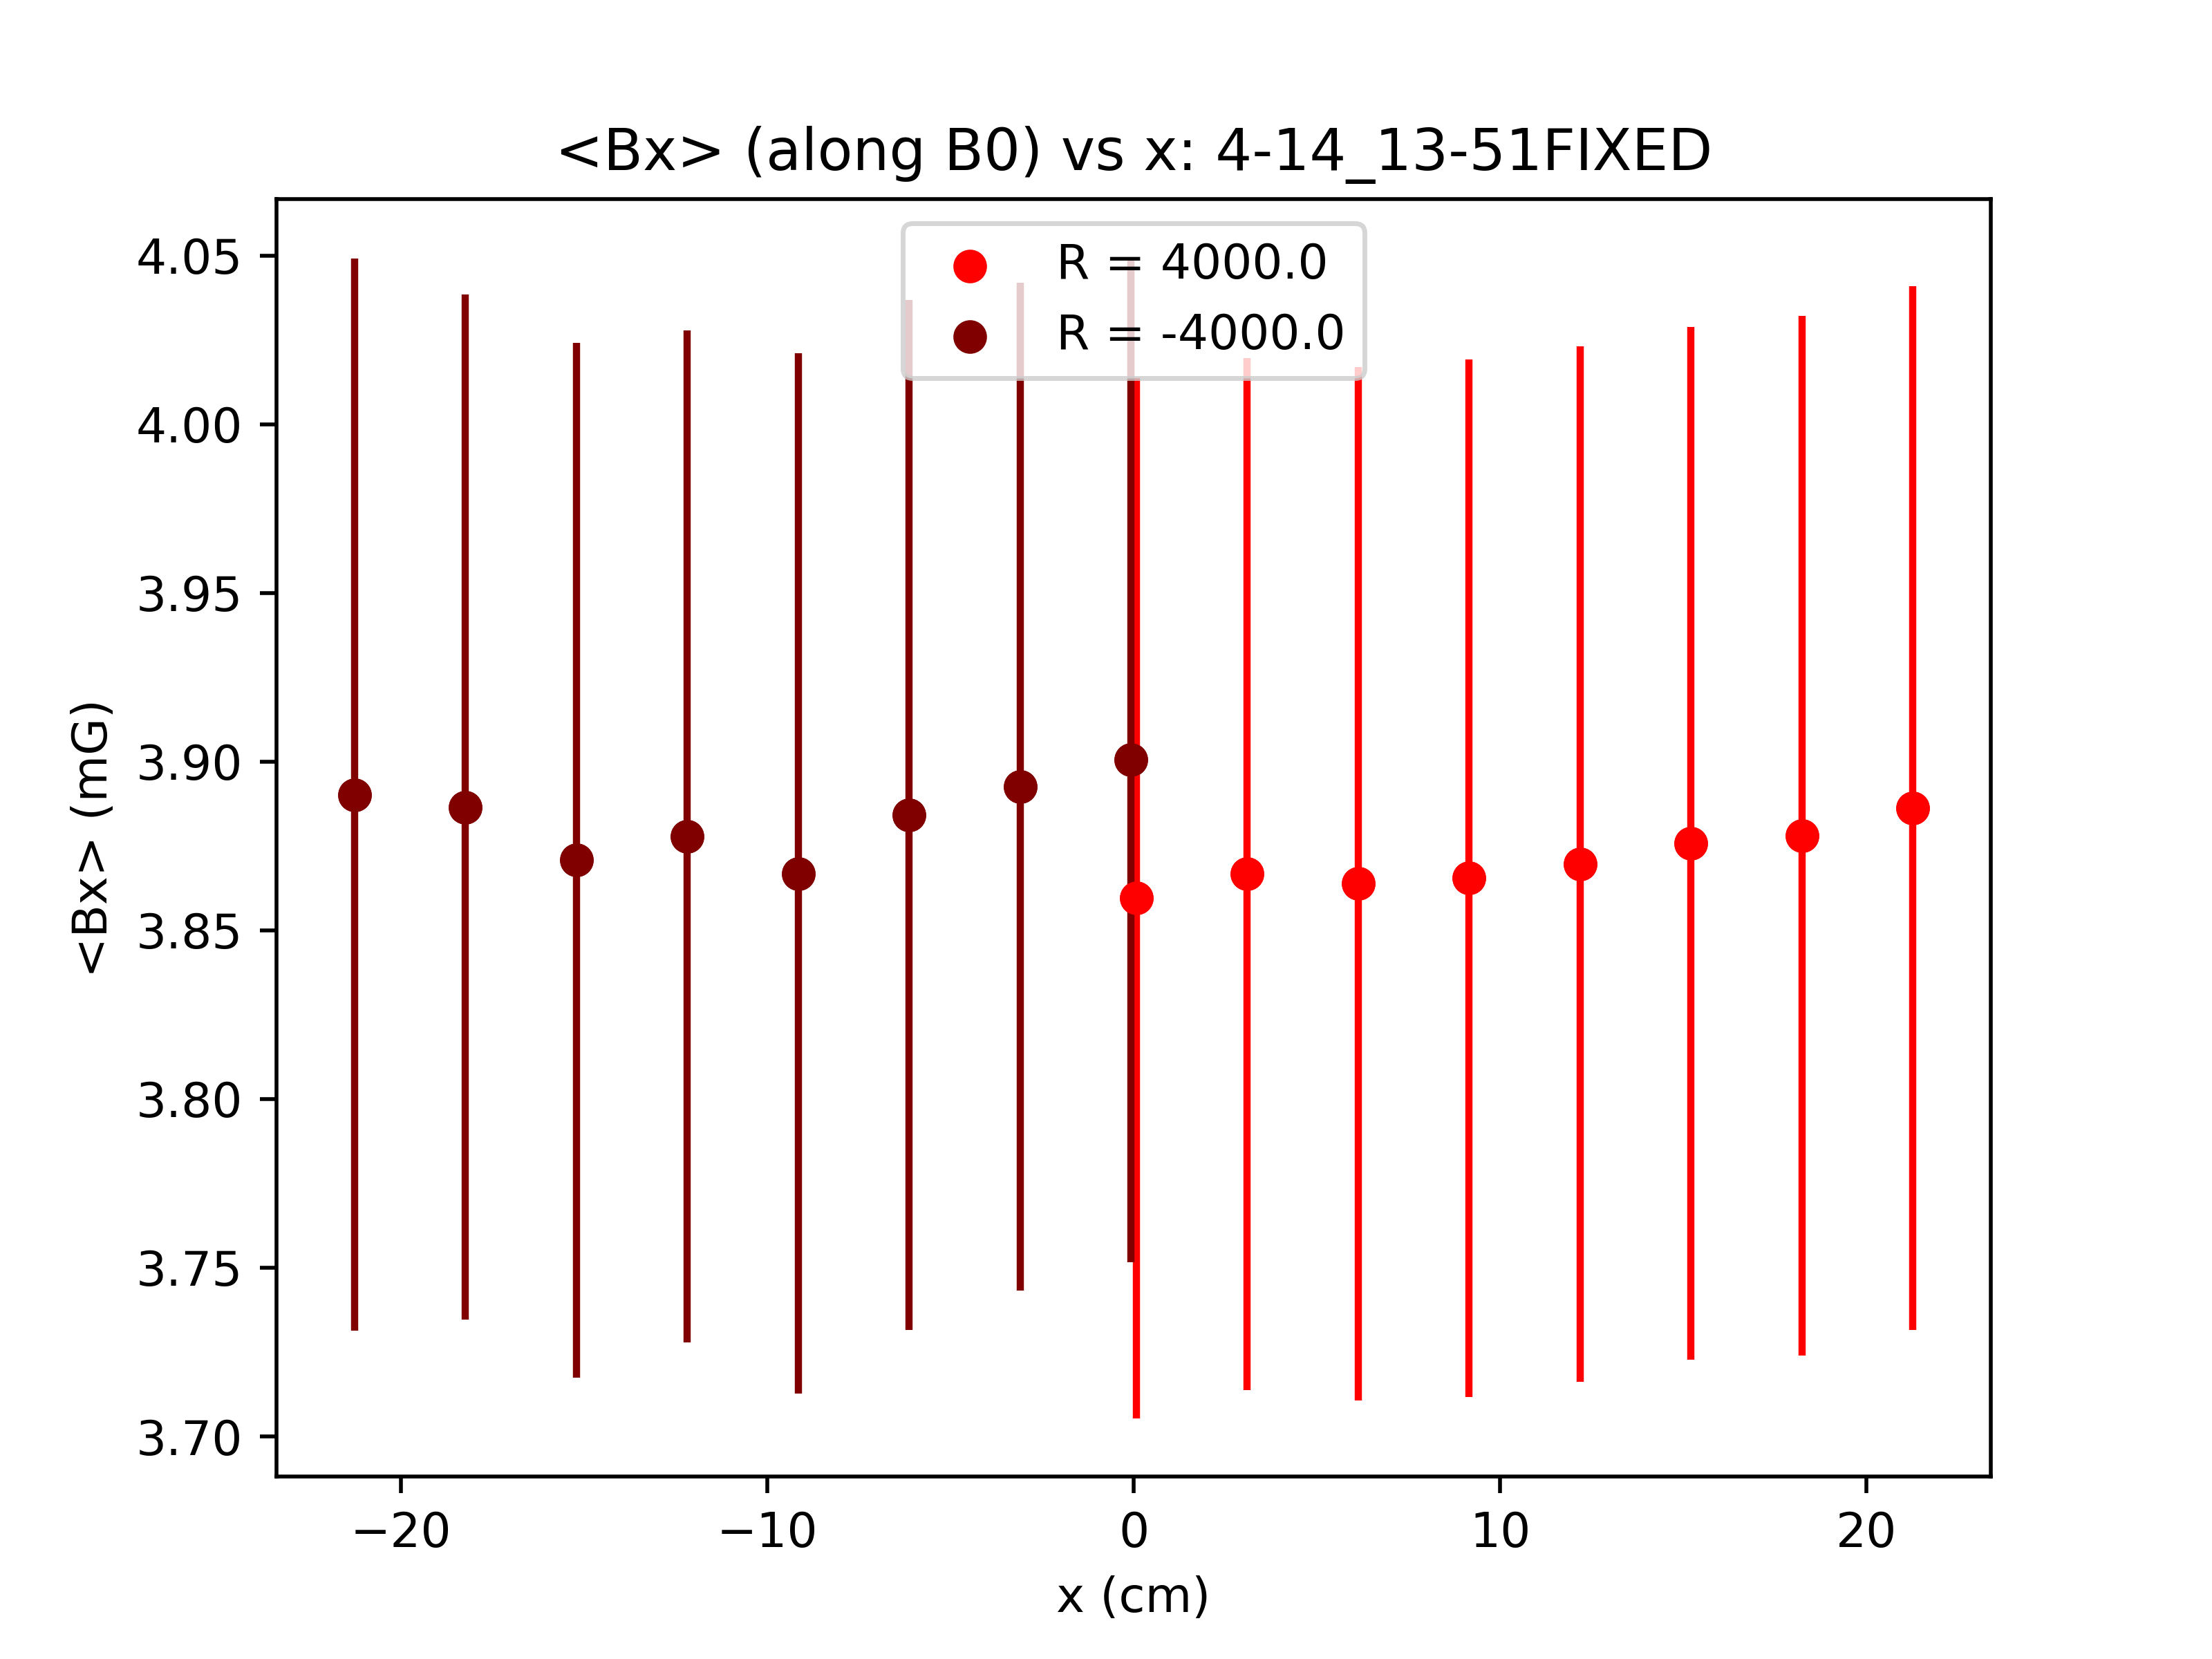 <Bx> (along B0) vs x: 4-14_13-51FIXED
R = 4000.0
R = -4000.0
4.05
4.00
3.95
3.90
3.85
3.80
3.75
3.70
<Bx> (mG)
−20
−10
0
10
20
x (cm)